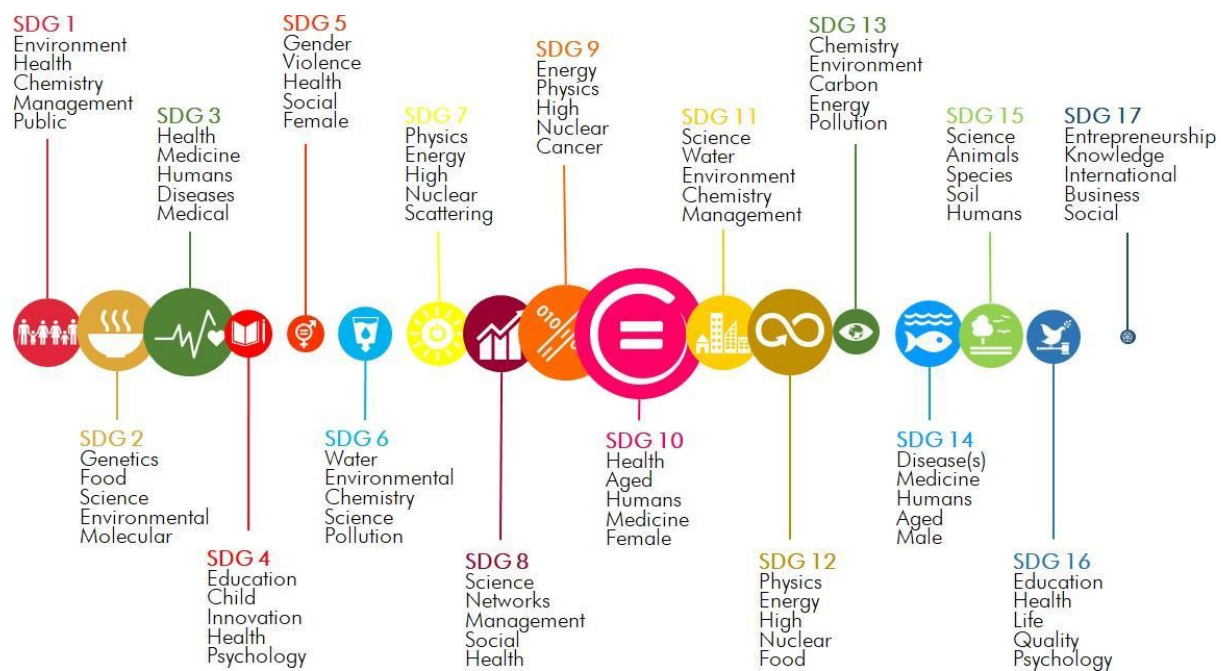 SDG 1
Environment
Health
Chemistry
Management
Public
SDG 2
Genetics
Food
Science
Environmental
Molecular
SDG 3
Health
Medicine
Humans
Diseases
Medical
SDG 4
Education
Child
Innovation
Health
Psychology
SDG 5
Gender
Violence
Health
Social
Female
SDG 6
Water
Environmental
Chemistry
Science
Pollution
SDG 7
Physics
Energy
High
Nuclear
Scattering
SDG 8
Science
Networks
Management
Social
Health
SDG 9
Energy
Physics
High
Nuclear
Cancer
010
SDG 10
Health
Aged
Humans
Medicine
Female
SDG 11
Science
Water
Environment
Chemistry
Management
SDG 12
Physics
Energy
High
Nuclear
Food
SDG 13
Chemistry
Environment
Carbon
Energy
Pollution
SDG 14
Disease(s)
Medicine
Humans
Aged
Male
SDG 15
Science
Animals
Species
Soil
Humans
SDG 16
Education
Health
Life
Quality
Psychology
SDG 17
Entrepreneurship
Knowledge
International
Business
Social